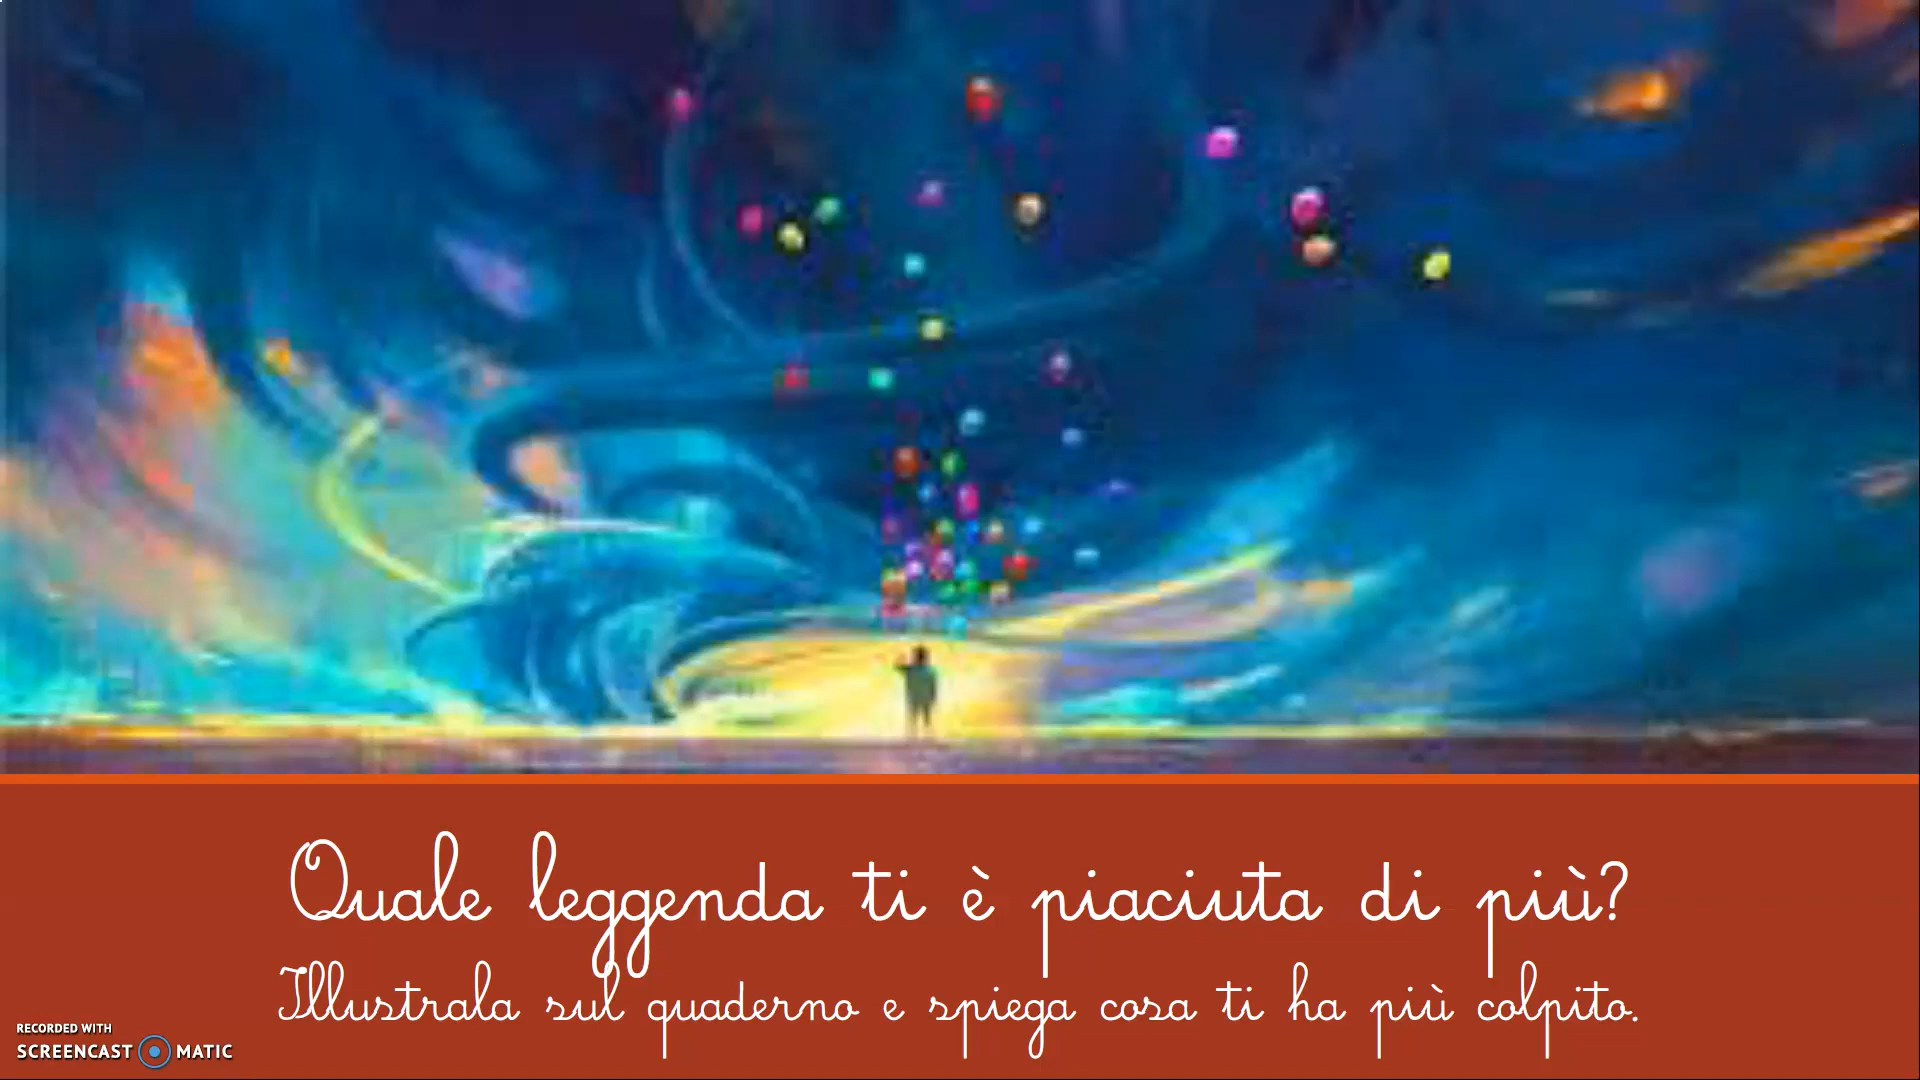 Quale leggenda ti è piaciuta di più?
Illustrala sul quaderno e spiega cosa ti ha più colpito.
RECORDED WITH
SCREENCAST MATIC